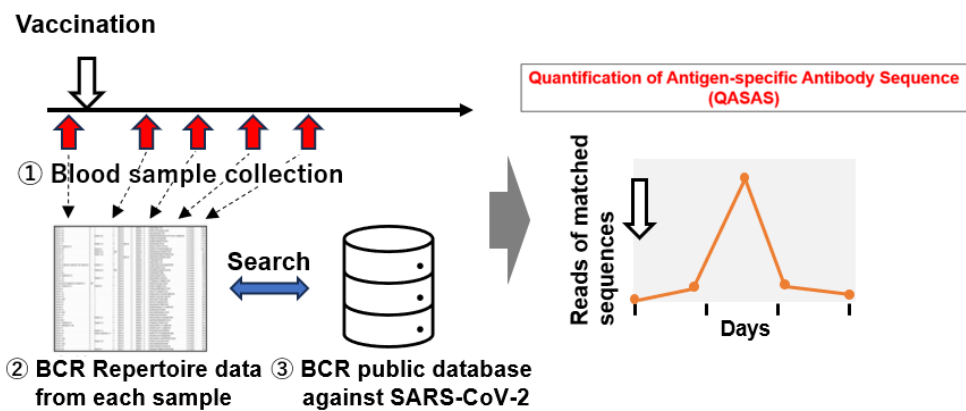 Vaccination
① Blood sample collection
Search
② BCR Repertoire data
from each sample
③ BCR public database
against SARS-CoV-2
Quantification of Antigen-specific Antibody Sequence
(QASAS)
Reads of matched
sequences
Days